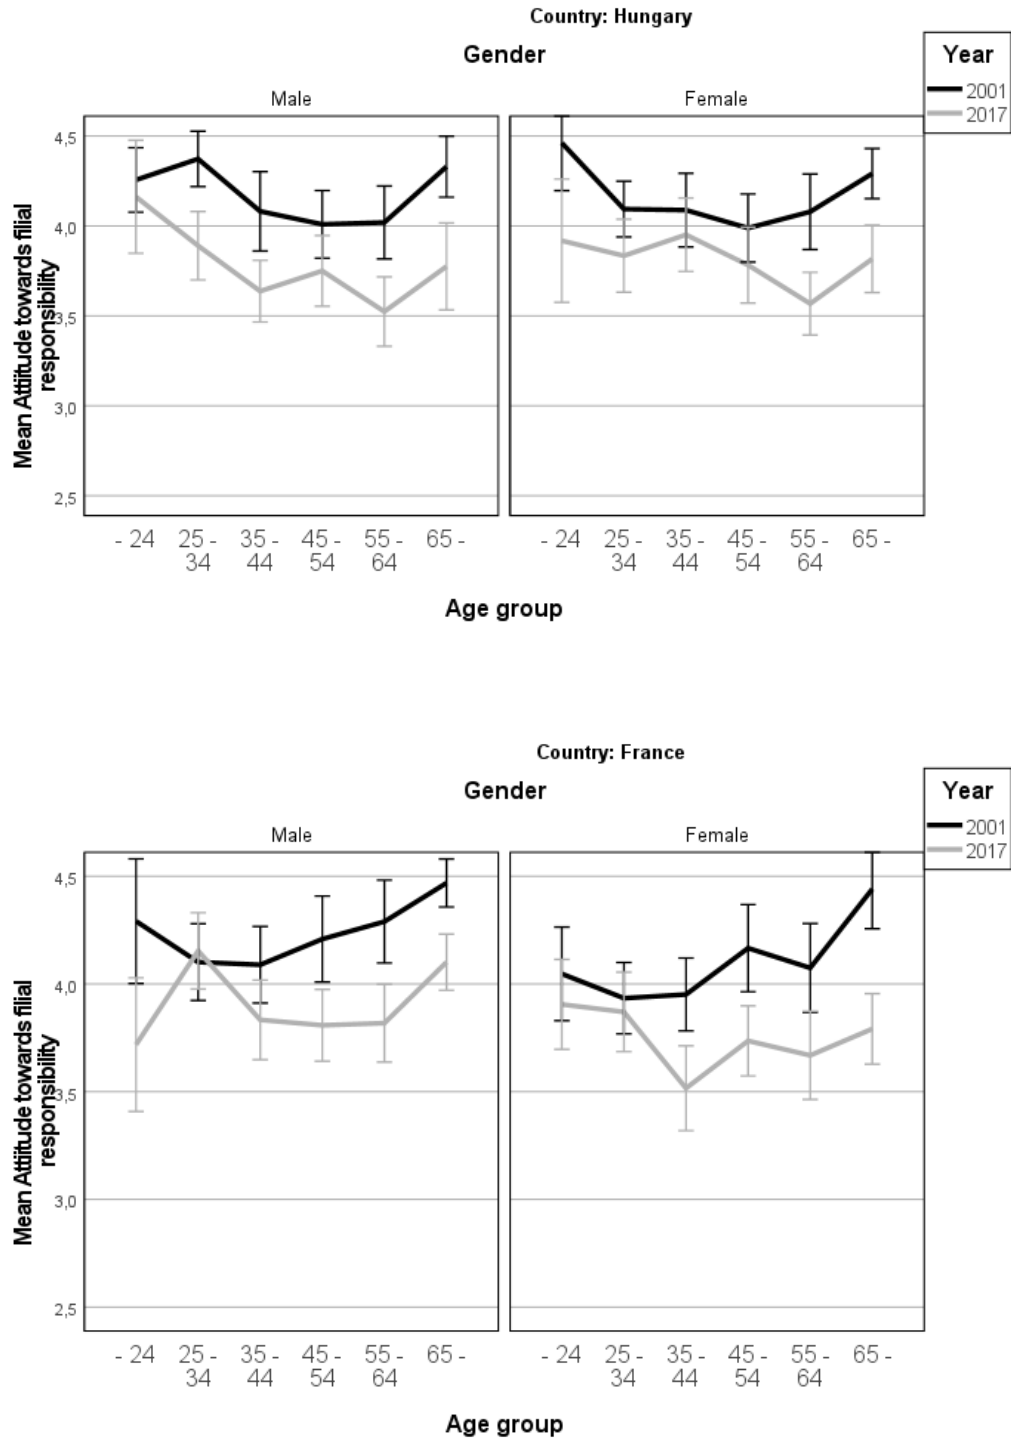 Country: Hungary
Gender
Year
2001
2017
Male
Female
4,5
4,0
3,5
3,0
2,5
Mean Attiitude towards filial
responsibility
- 24 25 - 35 - 45 - 55 - 65 -
34 44 54 64
- 24 25 - 35 - 45 - 55 - 65 -
34 44 54 64
Age group
Country: France
Gender
Year
2001
2017
Male
Female
4,5
4,0
3,5
3,0
2,5
Mean Attiitude towards filial
responsibility
- 24 25 - 35 - 45 - 55 - 65 -
34 44 54 64
- 24 25 - 35 - 45 - 55 - 65 -
34 44 54 64
Age group